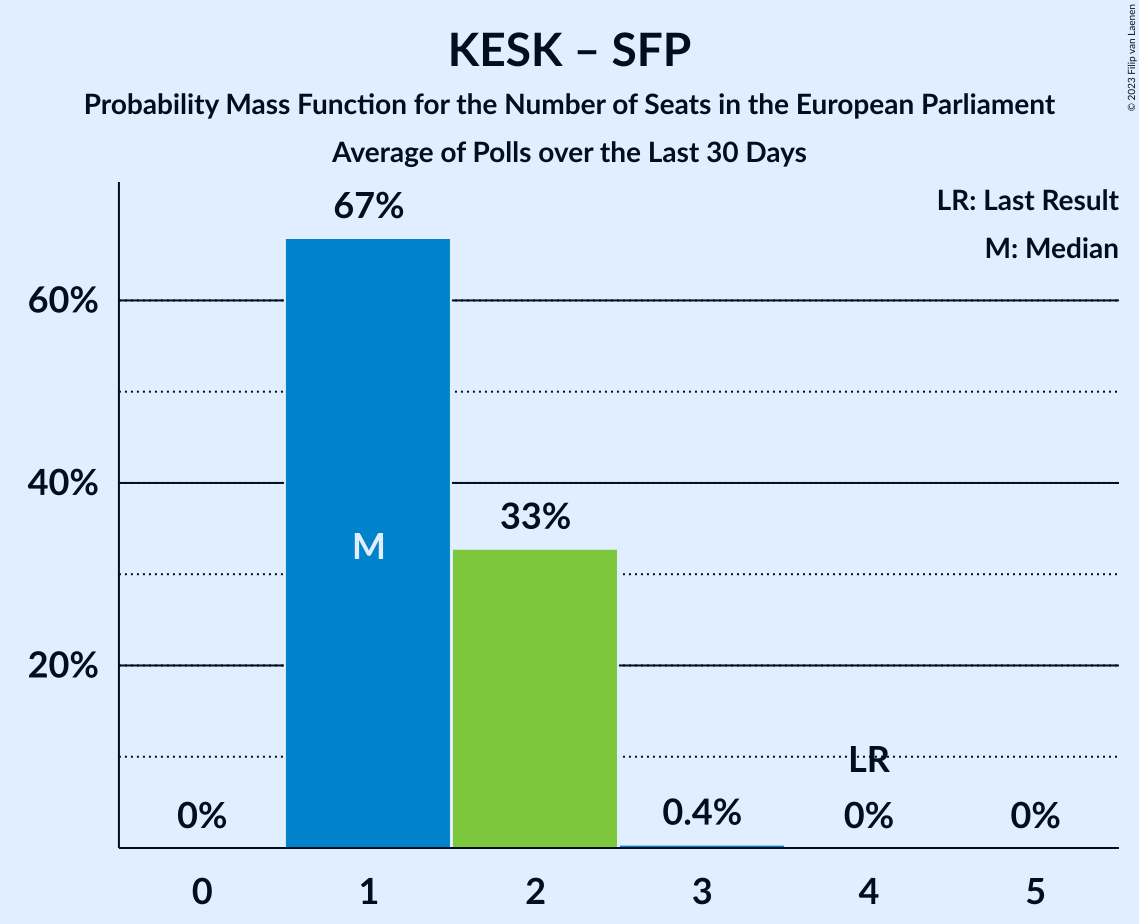 KESK – SFP
Probability Mass Function for the Number of Seats in the European Parliament
Average of Polls over the Last 30 Days
© 2023 Filip van Laenen
LR: Last Result
M: Median
67%
60%
40%
33%
M
20%
LR
0%
0.4%
0%
0%
0 1 2 3 4 5